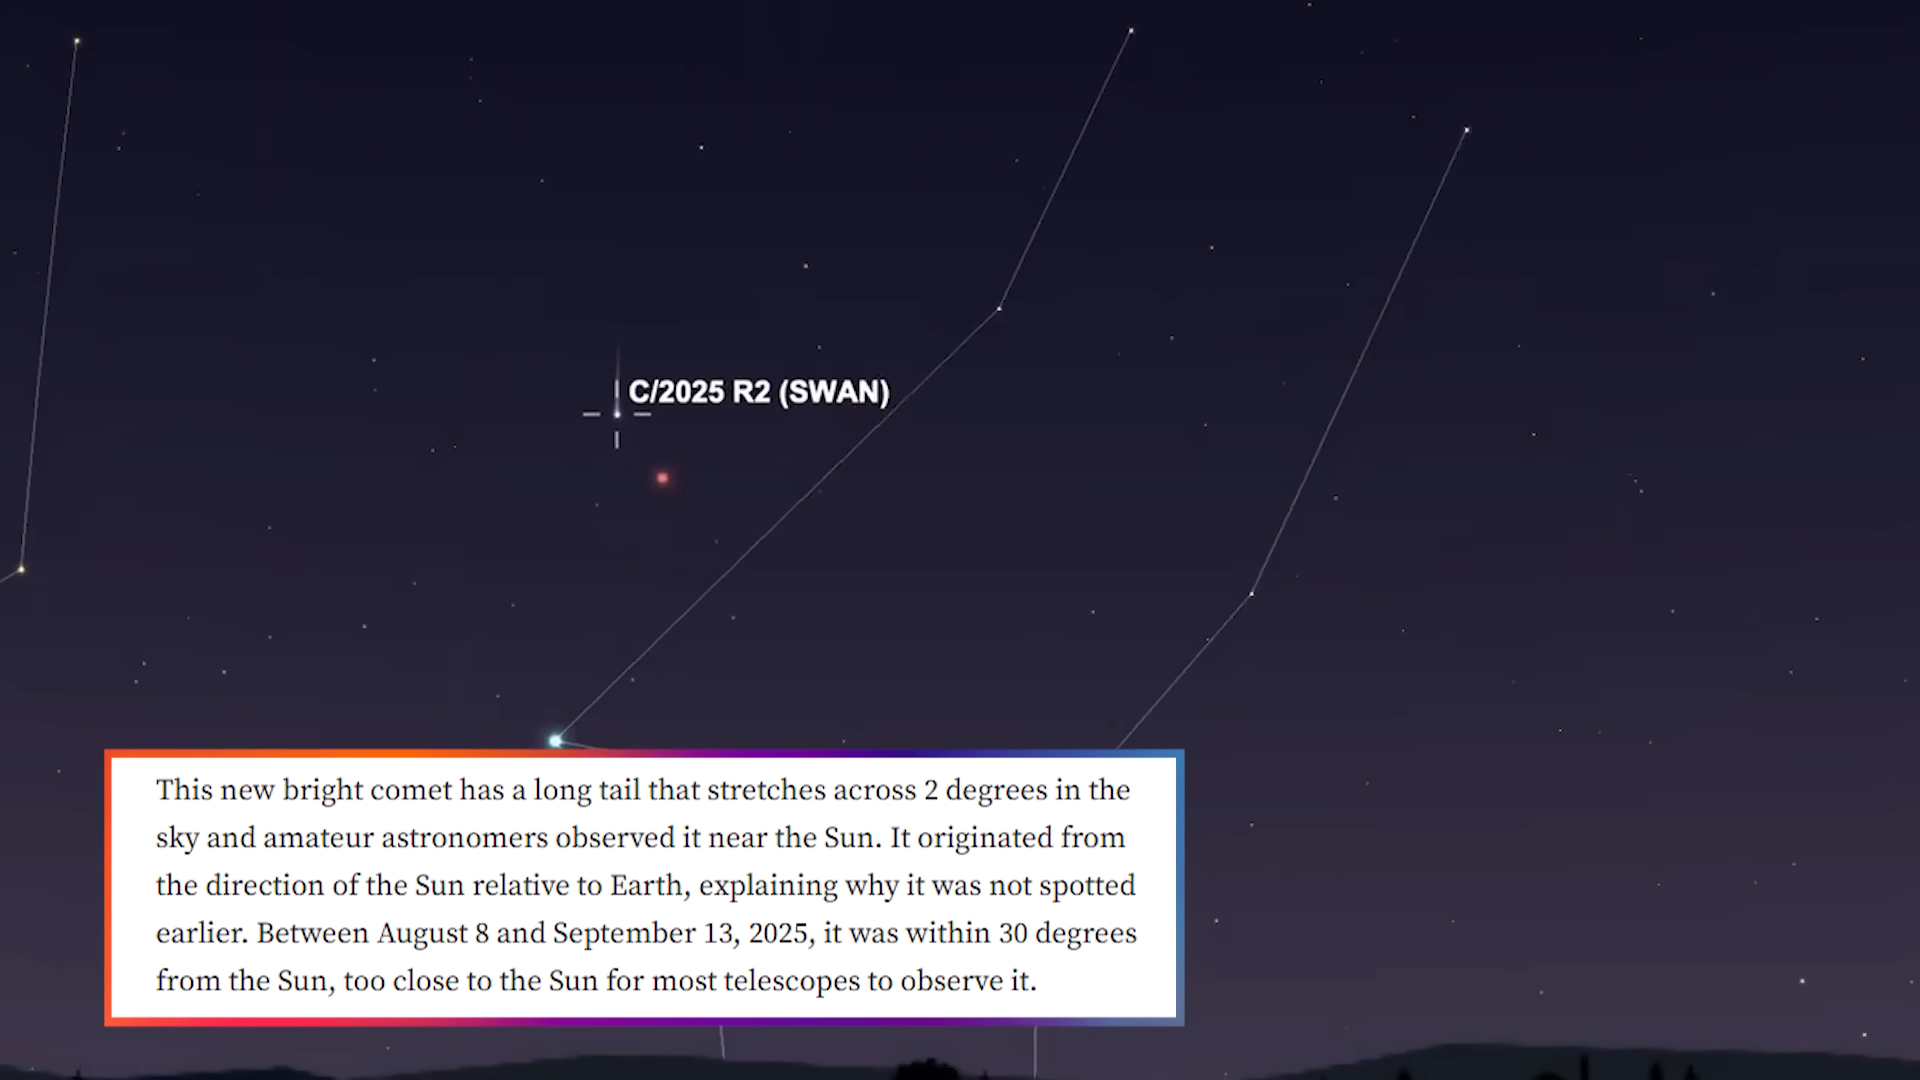 C/2025 R2 (SWAN)
This new bright comet has a long tail that stretches across 2 degrees in the
sky and amateur astronomers observed it near the Sun. It originated from
the direction of the Sun relative to Earth, explaining why it was not spotted
earlier. Between August 8 and September 13, 2025, it was within 30 degrees
from the Sun, too close to the Sun for most telescopes to observe it.